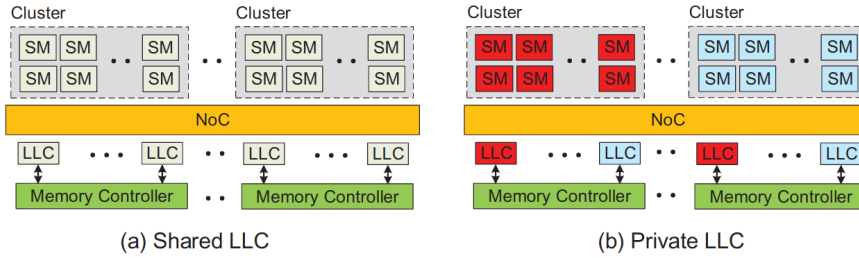 Cluster Cluster Cluster Cluster
SM SM SM SM SM SM SM SM SM SM SM SM
SM SM SM SM SM SM SM SM SM SM SM SM
NoC NoC
LLC LLC LLC LLC LLC LLC LLC LLC
Memory Controller Memory Controller Memory Controller Memory Controller
(a) Shared LLC (b) Private LLC